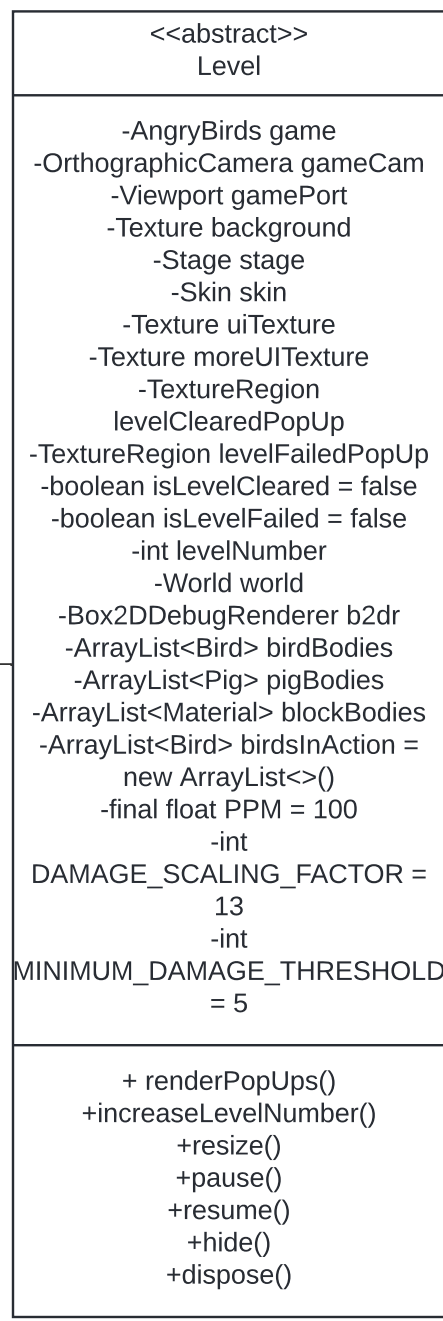 <<abstract>>
Level
-AngryBirds game
-OrthographicCamera gameCam
-Viewport gamePort
-Texture background
-Stage stage
-Skin skin
-Texture uiTexture
-Texture moreUITexture
-TextureRegion
levelClearedPopUp
-TextureRegion levelFailedPopUp
-boolean isLevelCleared = false
-boolean isLevelFailed = false
-int levelNumber
-World world
-Box2DDebugRenderer b2dr
-ArrayList<Bird> birdBodies
-ArrayList<Pig> pigBodies
-ArrayList<Material> blockBodies
-ArrayList<Bird> birdsInAction =
new ArrayList<>()
-final float PPM = 100
-int
DAMAGE_SCALING_FACTOR =
13
-int
MINIMUM_DAMAGE_THRESHOLD
= 5
+ renderPopUps()
+increaseLevelNumber()
+resize()
+pause()
+resume()
+hide()
+dispose()